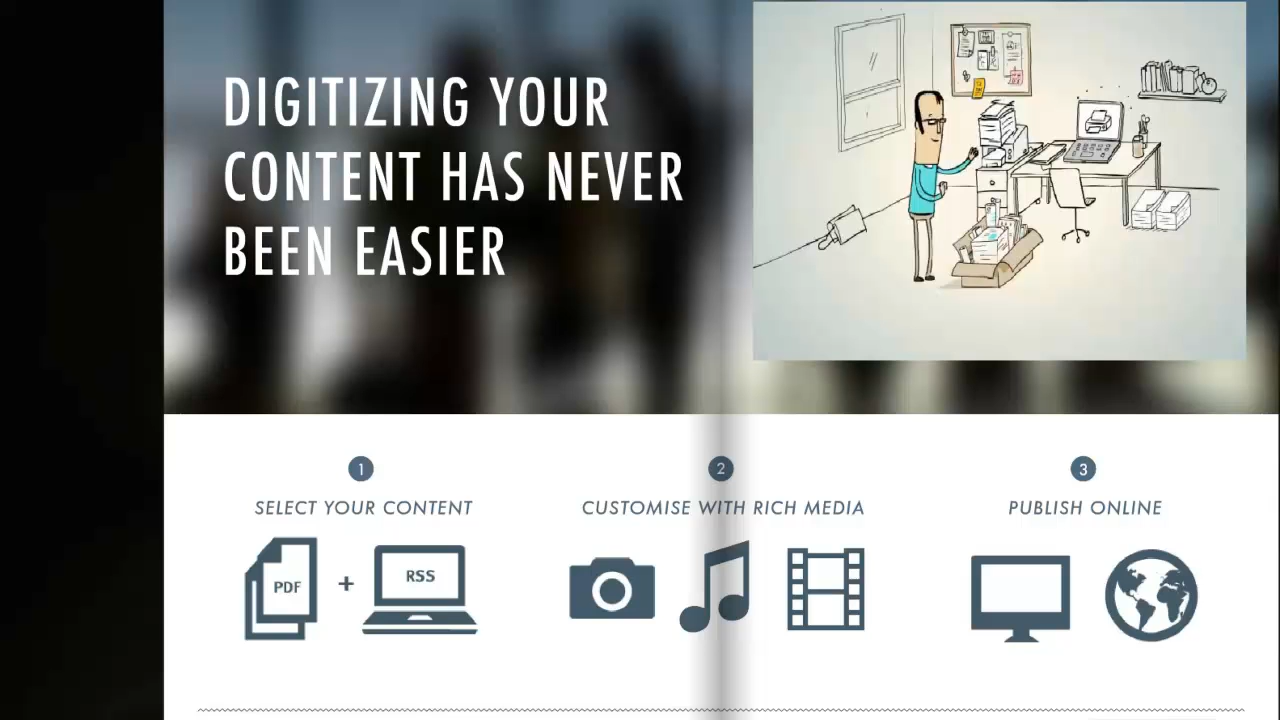 DIGITIZING YOUR
CONTENT HAS NEVER
BEEN EASIER
1
SELECT YOUR CONTENT
PDF
+
RSS
2
CUSTOMISE WITH RICH MEDIA
3
PUBLISH ONLINE